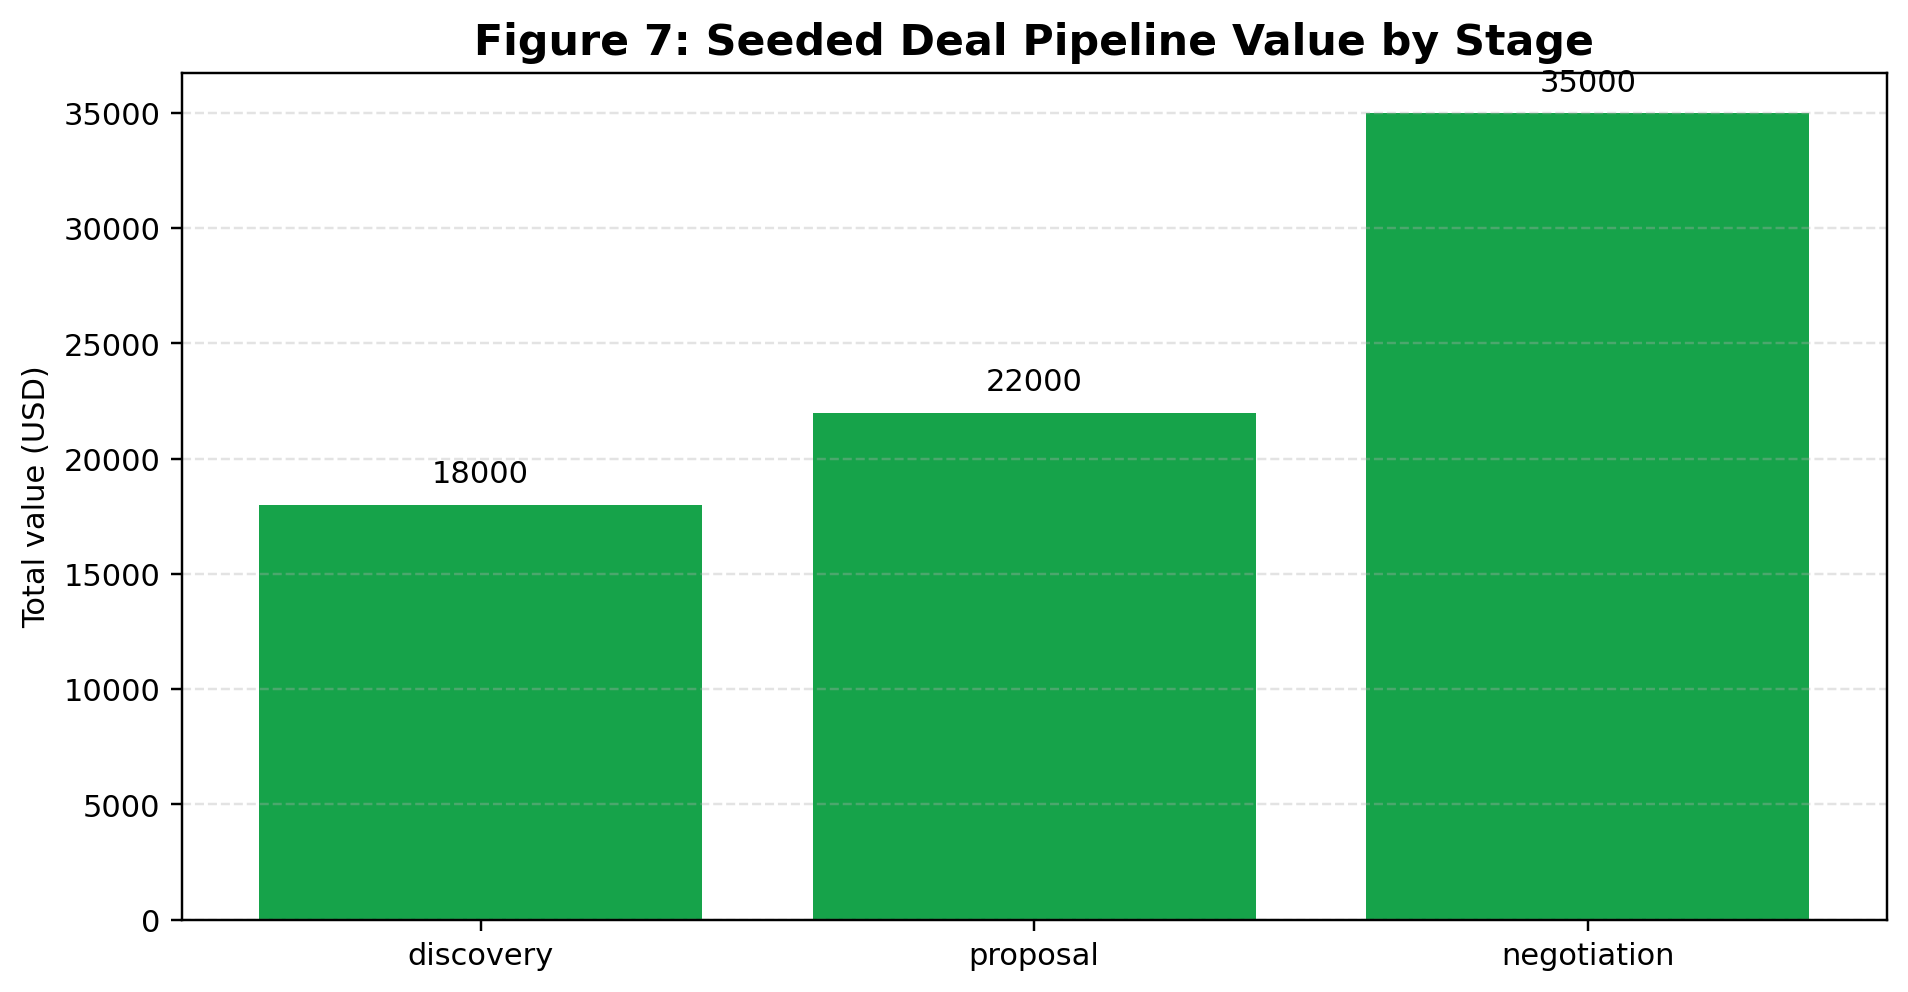 Figure 7: Seeded Deal Pipeline Value by Stage
35000
35000
30000
25000
22000
20000
18000
15000
10000
5000
0
Total value (USD)
discovery
proposal
negotiation